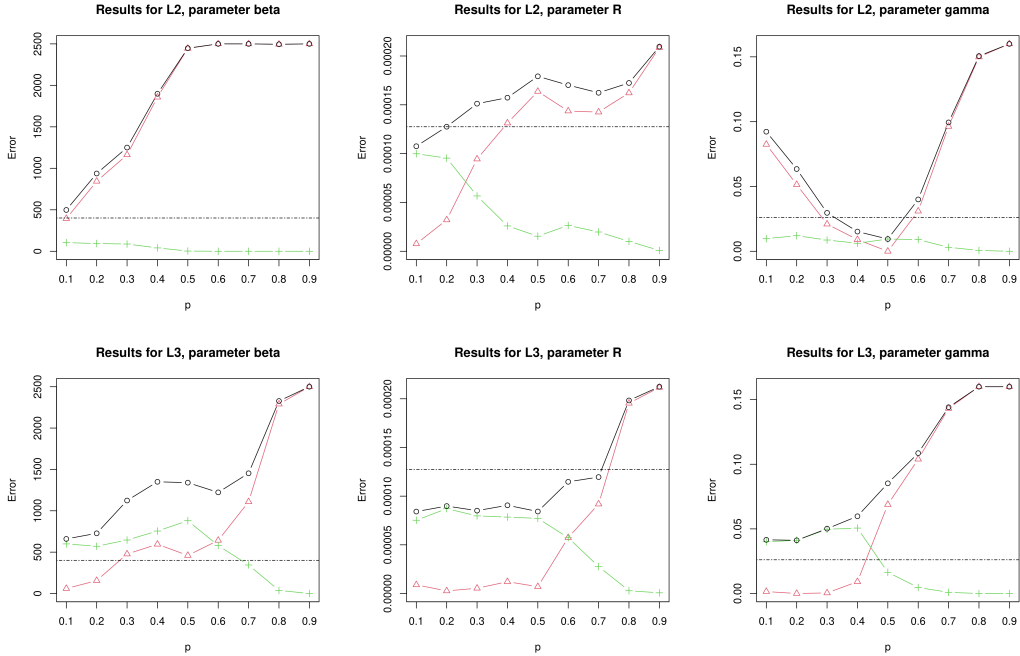 Results for L2, parameter beta
Error
0 500 1000 1500 2000 2500
0.1 0.2 0.3 0.4 0.5 0.6 0.7 0.8 0.9
p
Results for L2, parameter R
Error
0.00000 0.00005 0.00010 0.00015 0.00020
0.1 0.2 0.3 0.4 0.5 0.6 0.7 0.8 0.9
p
Results for L2, parameter gamma
Error
0.00 0.05 0.10 0.15
0.1 0.2 0.3 0.4 0.5 0.6 0.7 0.8 0.9
p
Results for L3, parameter beta
Error
0 500 1000 1500 2000 2500
0.1 0.2 0.3 0.4 0.5 0.6 0.7 0.8 0.9
p
Results for L3, parameter R
Error
0.00000 0.00005 0.00010 0.00015 0.00020
0.1 0.2 0.3 0.4 0.5 0.6 0.7 0.8 0.9
p
Results for L3, parameter gamma
Error
0.00 0.05 0.10 0.15
0.1 0.2 0.3 0.4 0.5 0.6 0.7 0.8 0.9
p